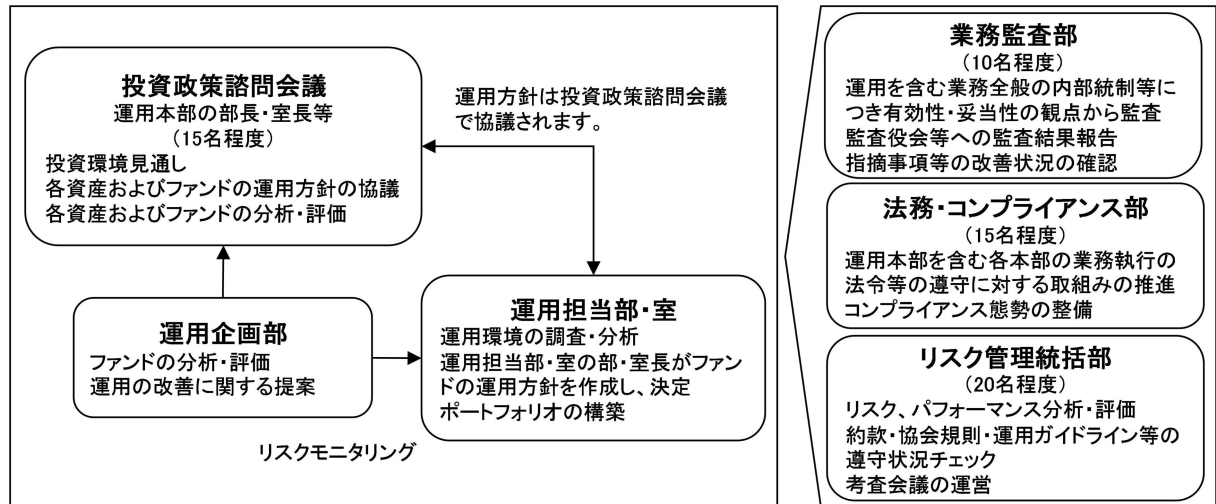 投資政策諮問会議
運用本部の部長・室長等
(15名程度)
投資環境見通し
各資産およびファンドの運用方針の協議
各資産およびファンドの分析・評価
運用方針は投資政策諮問会議
で協議されます。
運用企画部
ファンドの分析・評価
運用の改善に関する提案
運用担当部・室
運用環境の調査・分析
運用担当部・室の部・室長がファン
ドの運用方針を作成し、決定
ポートフォリオの構築
リスクモニタリング
業務監査部
(10名程度)
運用を含む業務全般の内部統制等に
つき有効性・妥当性の観点から監査
監査役会等への監査結果報告
指摘事項等の改善状況の確認
法務・コンプライアンス部
(15名程度)
運用本部を含む各本部の業務執行の
法令等の遵守に対する取組みの推進
コンプライアンス態勢の整備
リスク管理統括部
(20名程度)
リスク、パフォーマンス分析・評価
約款・協会規則・運用ガイドライン等の
遵守状況チェック
考査会議の運営